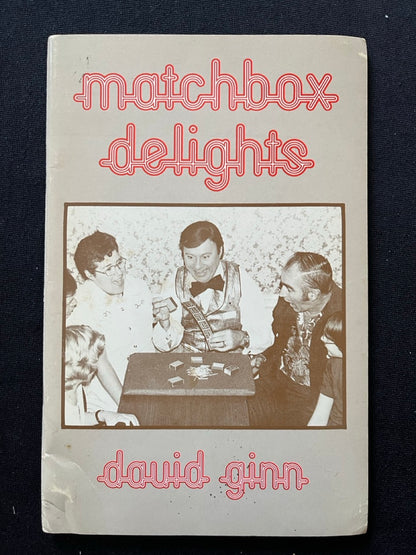 matchbox
delights
david ginn